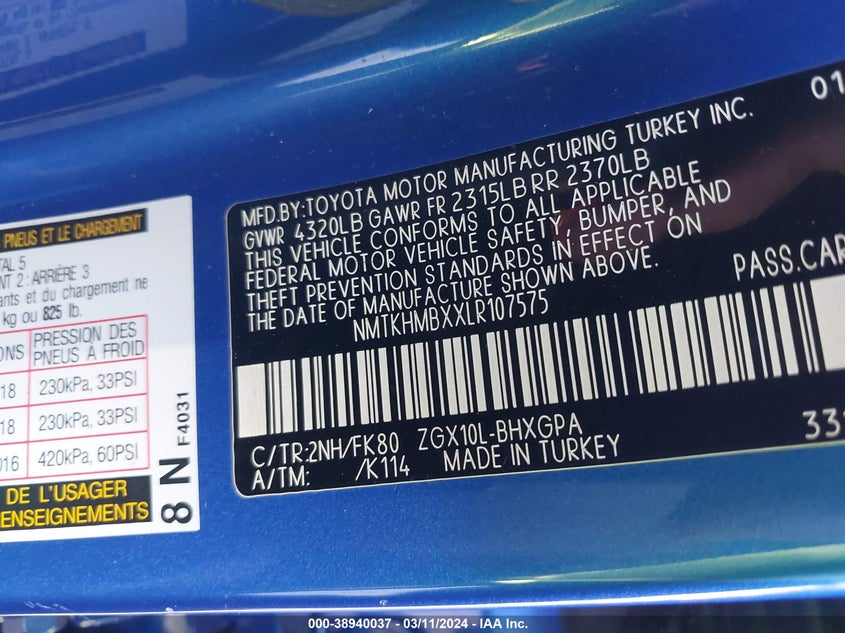 PNEUS ET LE CHARGEMENT
TAL 5
NT 2 : ARRIÈRE 3
ants et du chargement ne
kg ou 825 lb.
ONS PRESSION DES PNEUS A FROID
18 230kPa, 33PSI
18 230kPa, 33PSI
016 420kPa, 60PSI
DE L'USAGER
RENSEIGNEMENTS
8 N F4031
01
MFD.BY:TOYOTA MOTOR MANUFACTURING TURKEY INC.
GVWR 4320LB GAWR FR 2315LB RR 2370LB
THIS VEHICLE CONFORMS TO ALL APPLICABLE
FEDERAL MOTOR VEHICLE SAFETY, BUMPER, AND
THEFT PREVENTION STANDARDS IN EFFECT ON
THE DATE OF MANUFACTURE SHOWN ABOVE.
NMTKHMBXXLR107575 PASS.CAR
C/TR:2NH/FK80 ZGX10L-BHXGPA 331
A/TM: /K114 MADE IN TURKEY
000-38940037 - 03/11/2024 - IAA Inc.